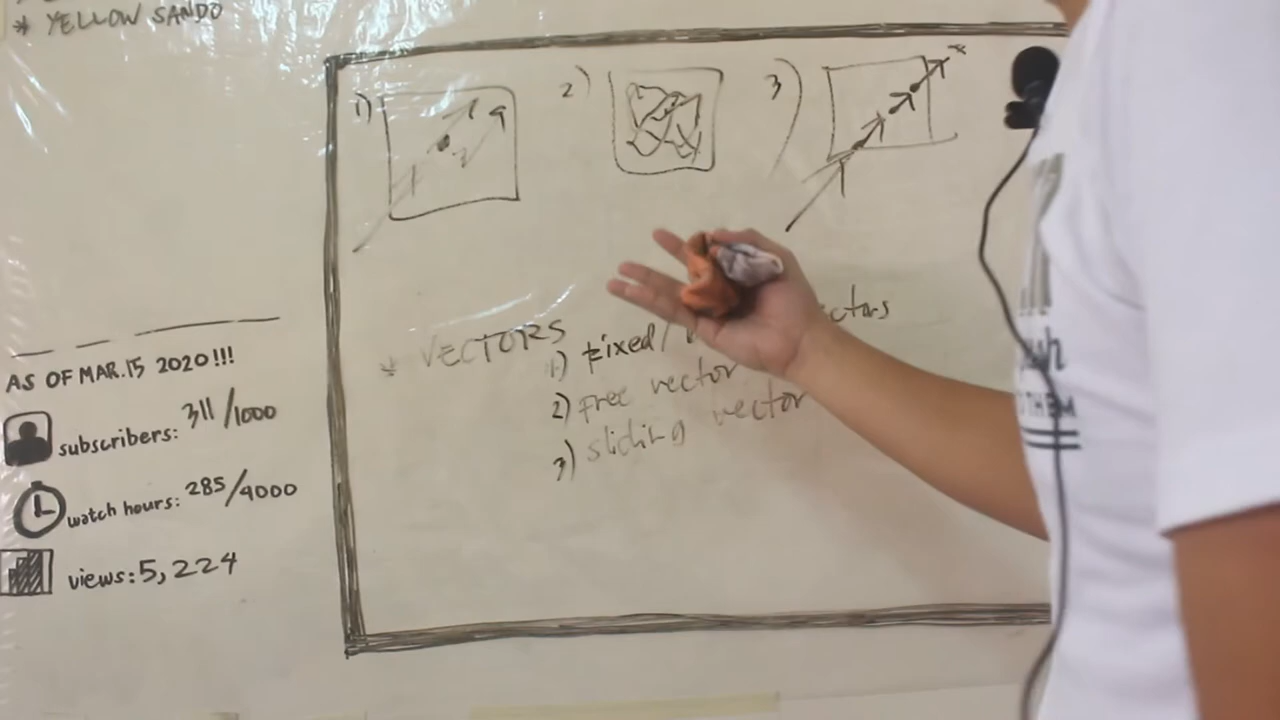 * YELLOW SANDO
1)
2)
3)
* VECTORS
1) fixed/
2) Free vector
3) sliding vector
AS OF MAR.15 2020!!!
subscribers: 311/1000
watch hours: 285/4000
views: 5,224